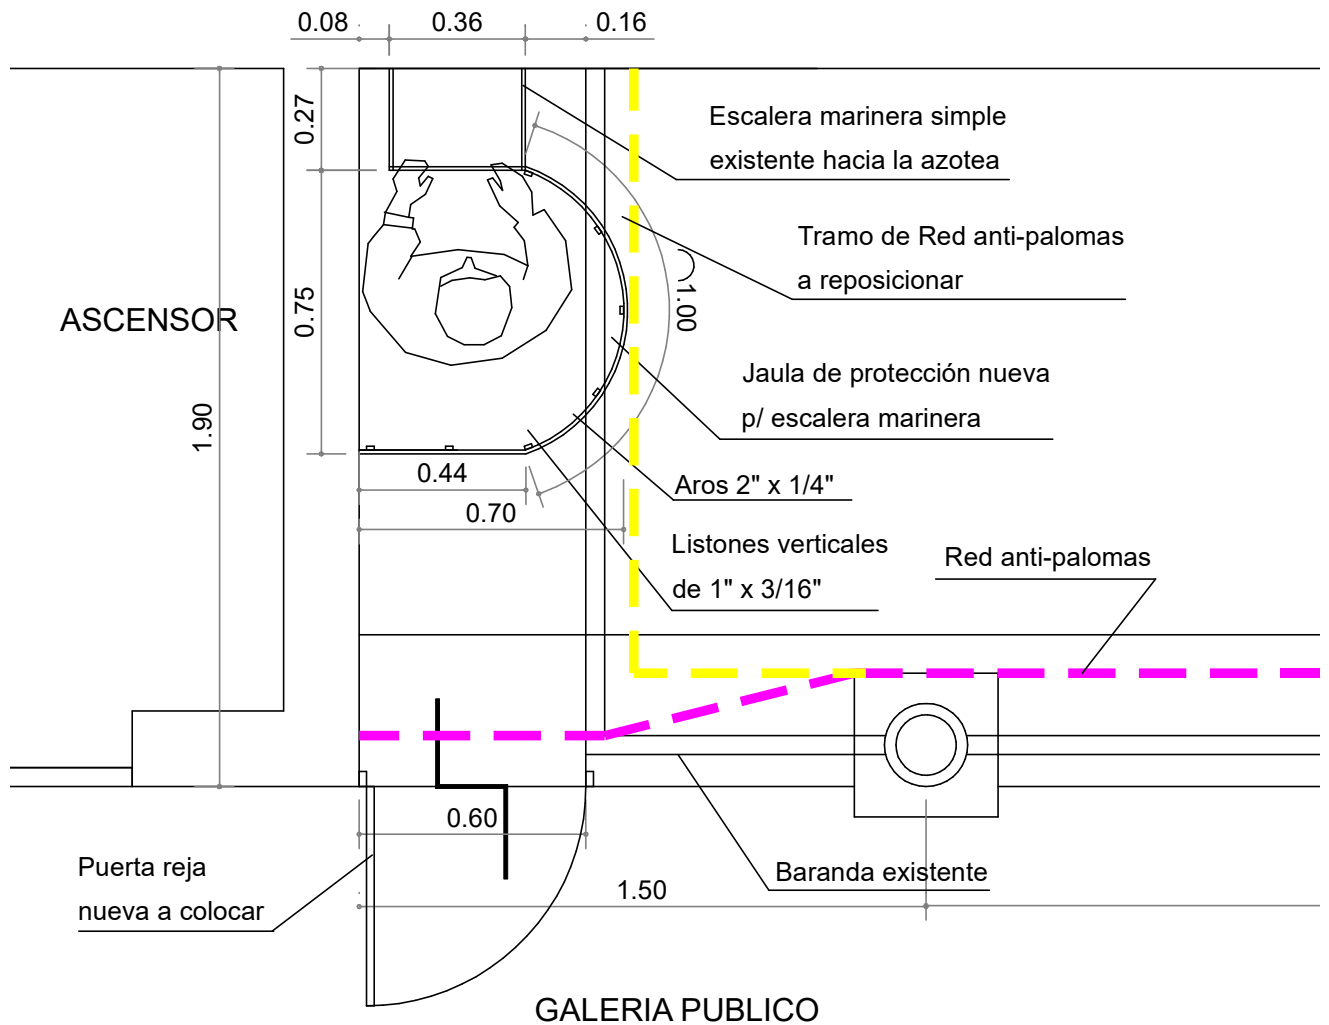 0.08 0.36 0.16
0.27
Escalera marinera simple
existente hacia la azotea
Tramo de Red anti-palomas
a reposicionar
ASCENSOR
0.75
1.00
1.90
Jaula de protección nueva
p/ escalera marinera
0.44
Aros 2" x 1/4"
0.70
Listones verticales
de 1" x 3/16"
Red anti-palomas
0.60
Puerta reja
nueva a colocar
Baranda existente
1.50
GALERIA PUBLICO